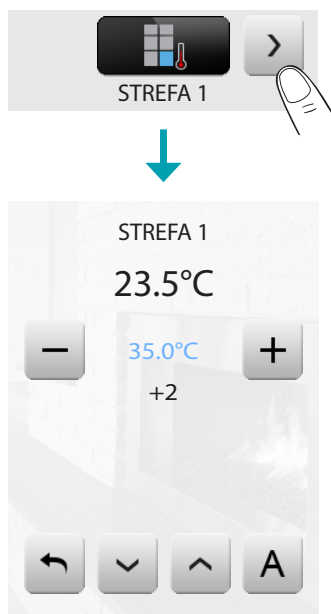 STREFA 1
STREFA 1
23.5°C
35.0°C
+2
A